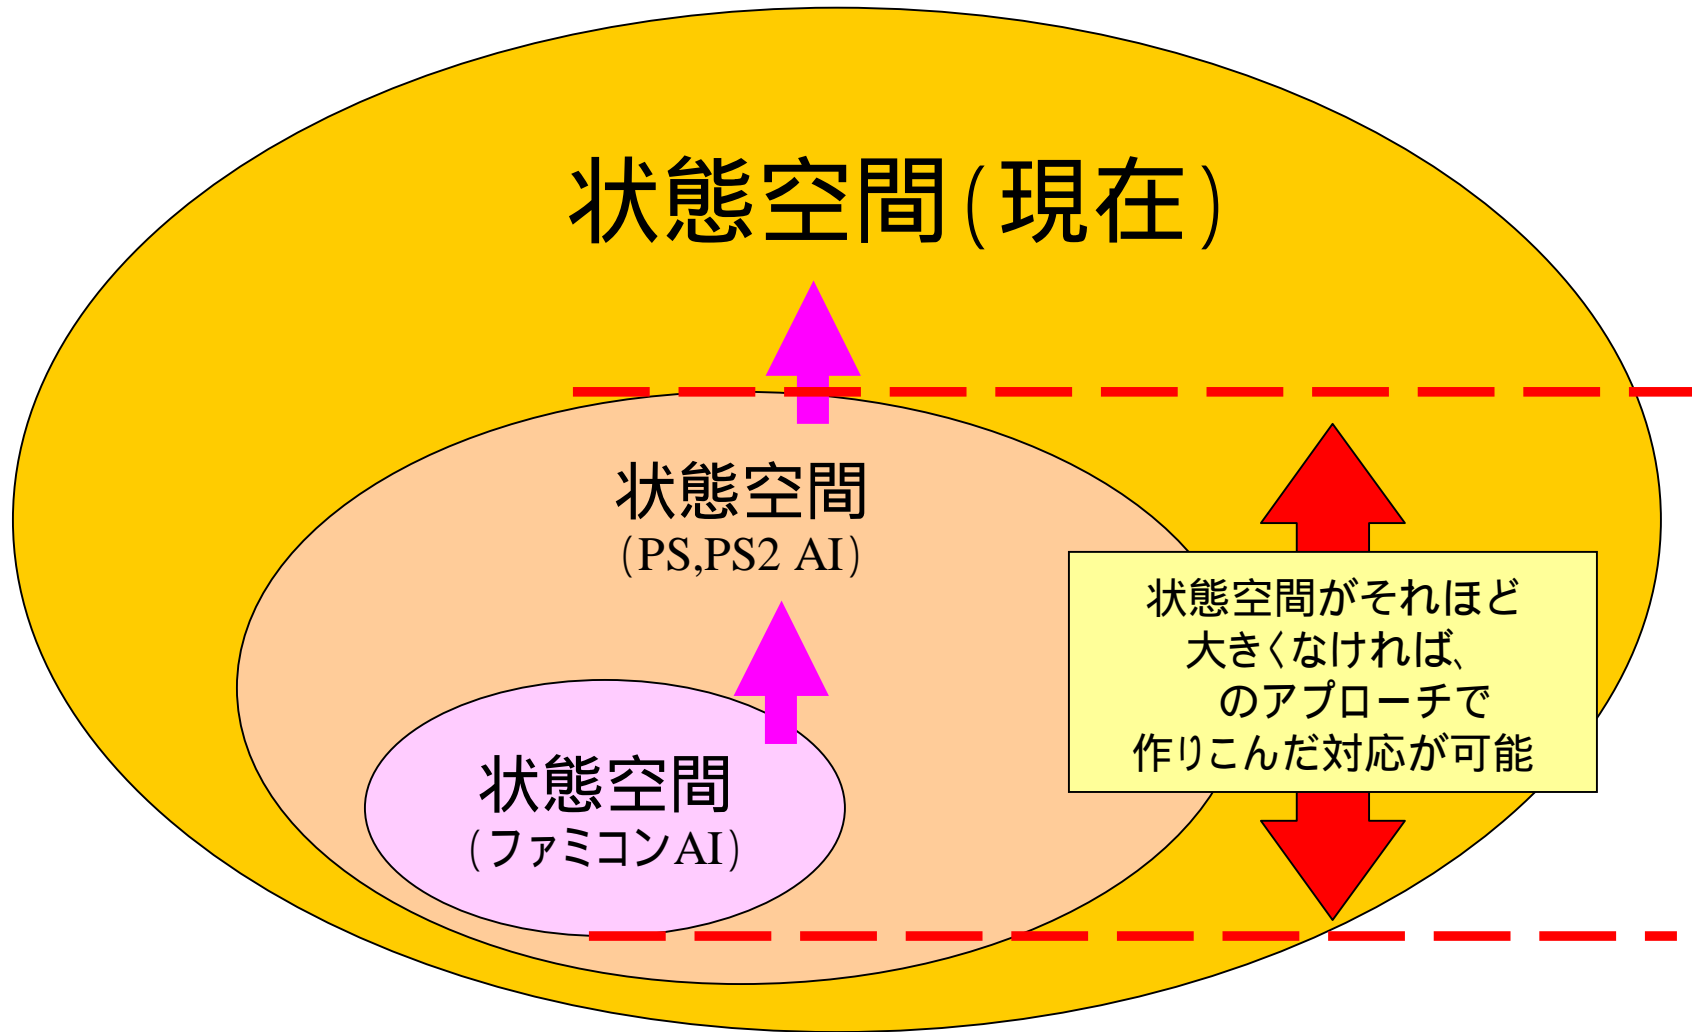 状態空間(現在)
状態空間
(PS,PS2 AI)
状態空間がそれほど
大きくなければ、
のアプローチで
作りこんだ対応が可能
状態空間
(ファミコンAI)